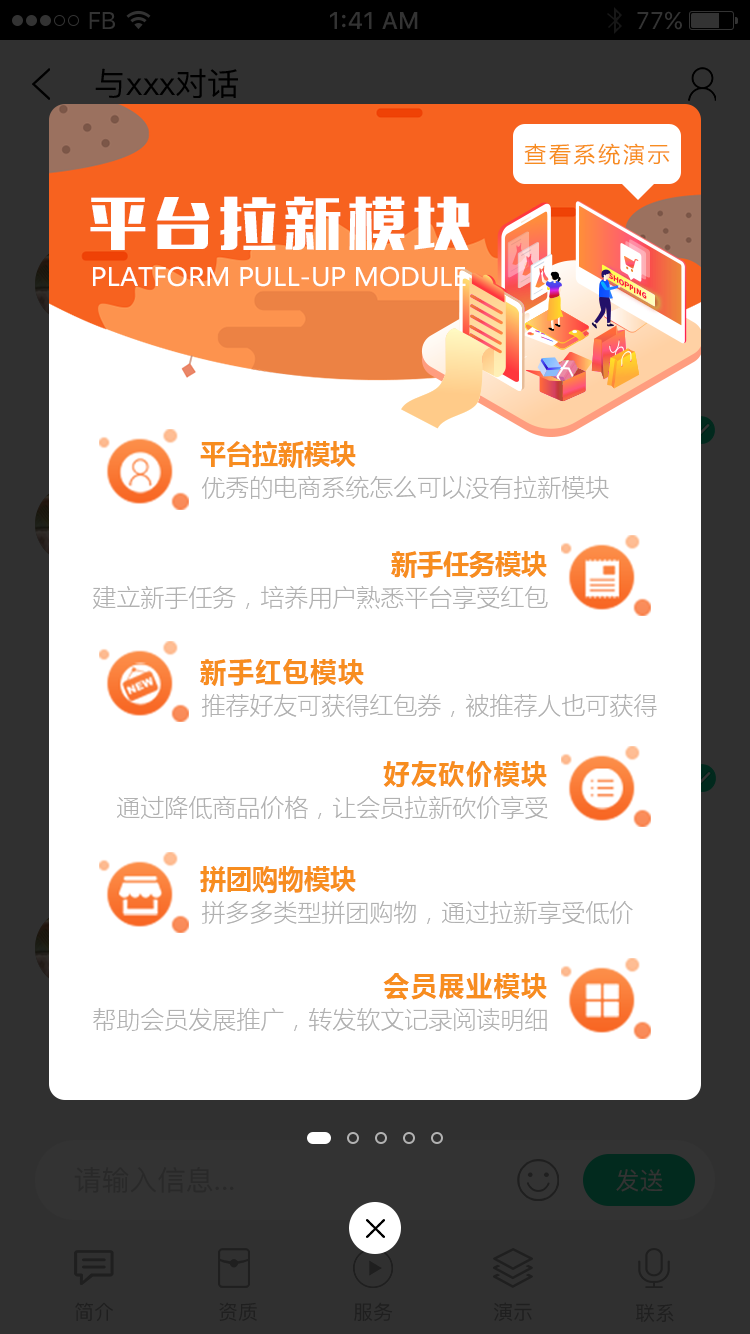 FB 1:41 AM 77%
与xxx对话
查看系统演示
平台拉新模块
PLATFORM PULL-UP MODULE
SHOPPING
平台拉新模块
优秀的电商系统怎么可以没有拉新模块
新手任务模块
建立新手任务，培养用户熟悉平台享受红包
NEW
新手红包模块
推荐好友可获得红包券，被推荐人也可获得
好友砍价模块
通过降低商品价格，让会员拉新砍价享受
拼团购物模块
拼多多类型拼团购物，通过拉新享受低价
会员展业模块
帮助会员发展推广，转发软文记录阅读明细
请输入信息...
发送
简介 资质 服务 演示 联系